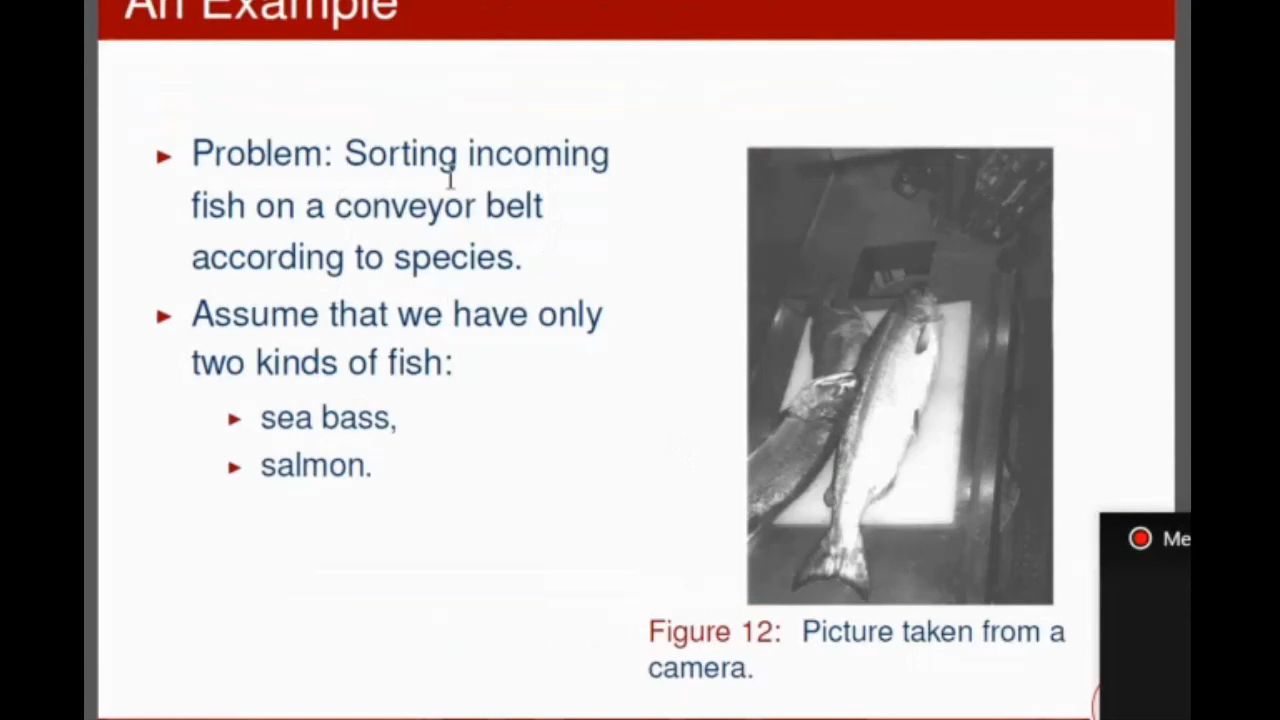 An Example
Problem: Sorting incoming
fish on a conveyor belt
according to species.
Assume that we have only
two kinds of fish:
sea bass,
salmon.
Figure 12: Picture taken from a
camera.
Me